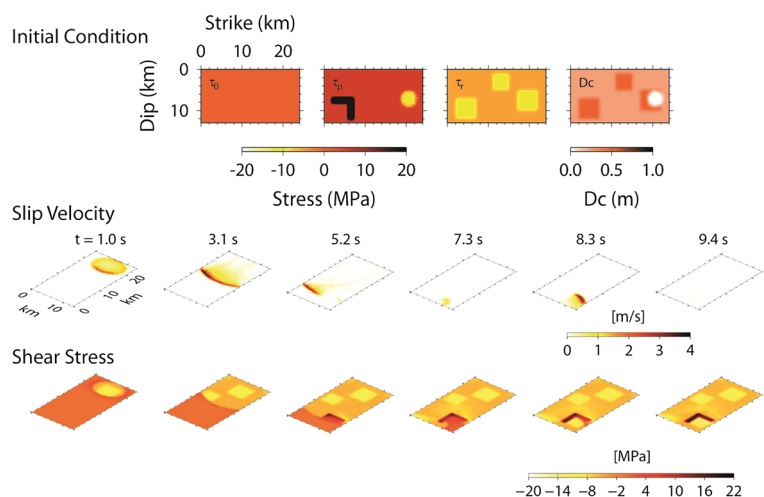 Strike (km)
Initial Condition
0 10 20
Dip (km)
0
10
τ0
τp
τr
Dc
-20 -10 0 10 20
Stress (MPa)
0.0 0.5 1.0
Dc (m)
Slip Velocity
t = 1.0 s 3.1 s 5.2 s 7.3 s 8.3 s 9.4 s
0 10 km
0 10 20 km
[m/s]
0 1 2 3 4
Shear Stress
[MPa]
−20 −14 −8 −2 4 10 16 22